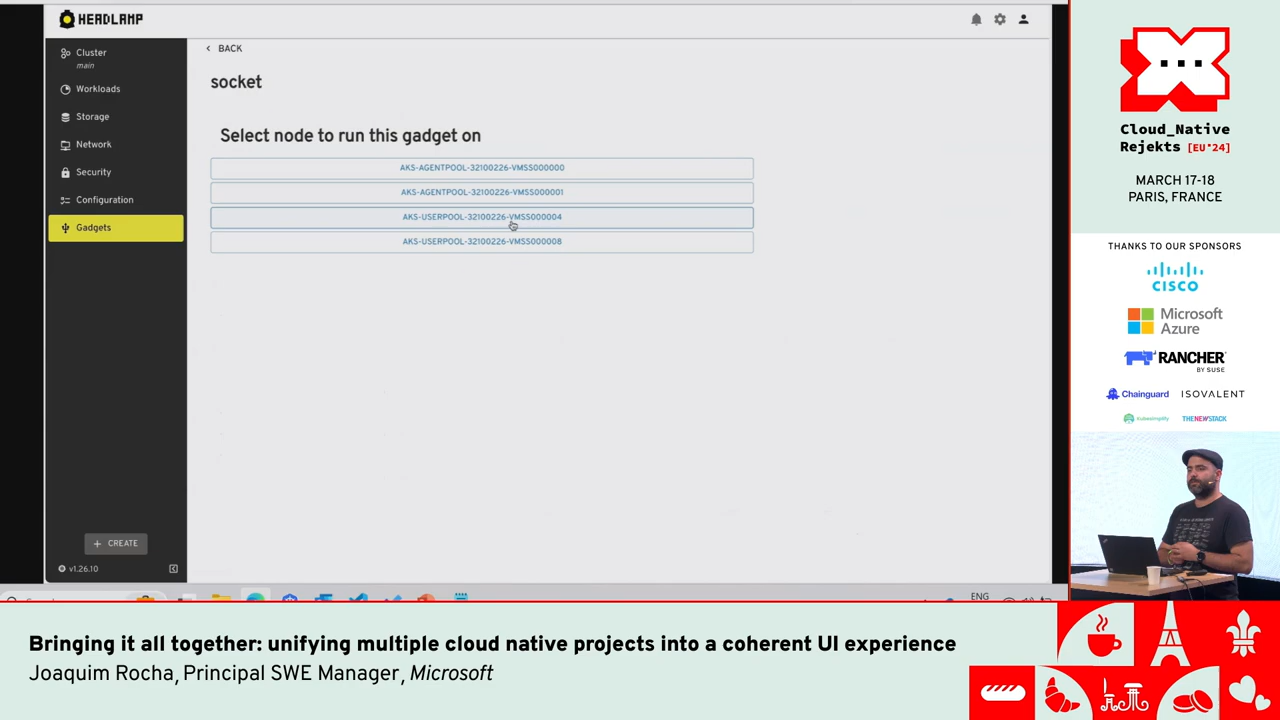 HEADLAMP
Cluster
main
Workloads
Storage
Network
Security
Configuration
Gadgets
CREATE
v1.26.10
BACK
socket
Select node to run this gadget on
AKS-AGENTPOOL-32100226-VMSS000000
AKS-AGENTPOOL-32100226-VMSS000001
AKS-USERPOOL-32100226-VMSS000004
AKS-USERPOOL-32100226-VMSS000008
ENG
Cloud_Native
Rejekts [EU'24]
MARCH 17-18
PARIS, FRANCE
THANKS TO OUR SPONSORS
CISCO
Microsoft
Azure
RANCHER
BY SUSE
Chainguard
ISOVALENT
kubesimplify
THENEWSTACK
Bringing it all together: unifying multiple cloud native projects into a coherent UI experience
Joaquim Rocha, Principal SWE Manager, Microsoft